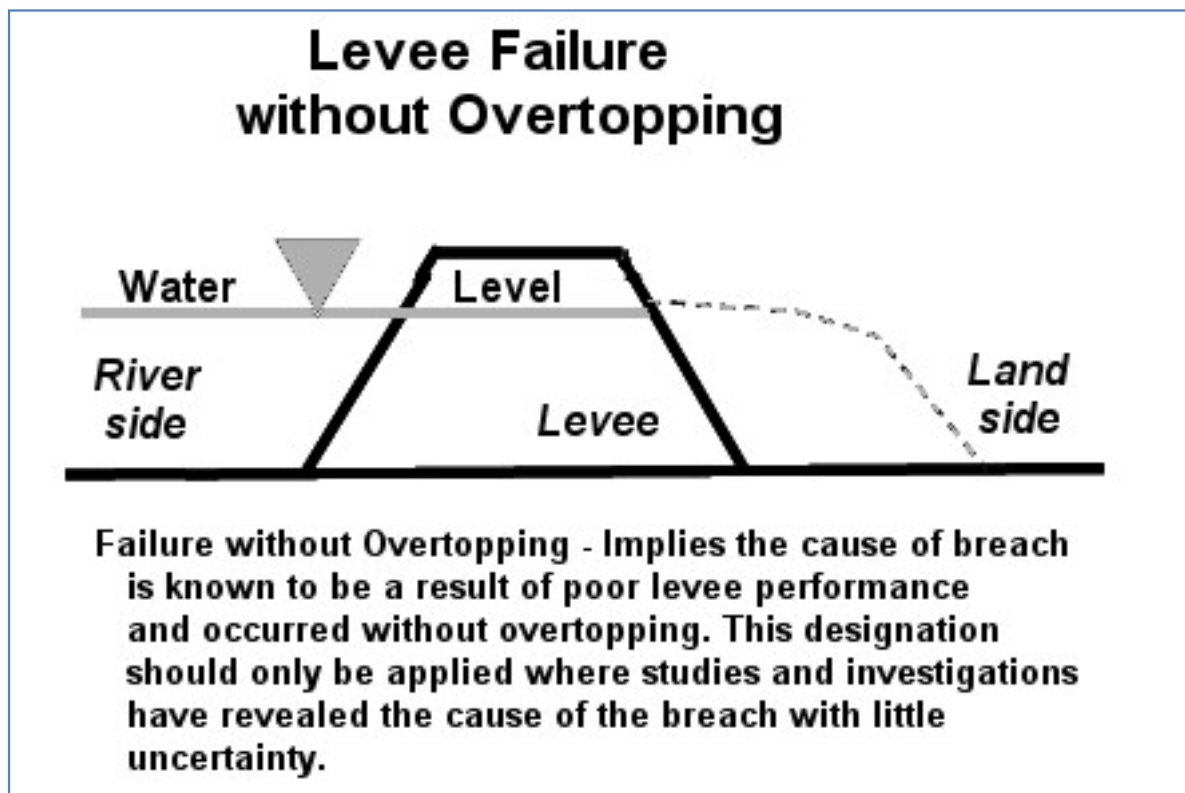 Levee Failure
without Overtopping
Water Level
River
side
Levee
Land
side
Failure without Overtopping - Implies the cause of breach
is known to be a result of poor levee performance
and occurred without overtopping. This designation
should only be applied where studies and investigations
have revealed the cause of the breach with little
uncertainty.